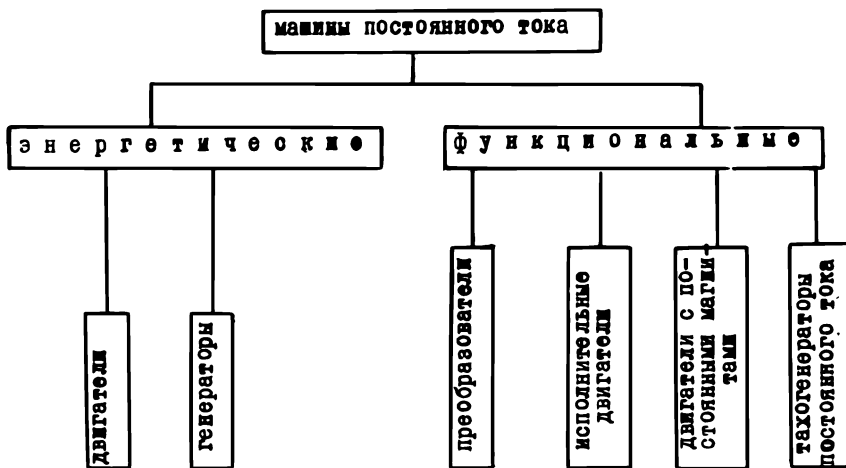 машины постоянного тока
энергетические
функциональные
двигатели
генераторы
преобразователи
исполнительные
двигатели
двигатели с по-
стоянными магни-
тами
тахогенераторы
постоянного тока